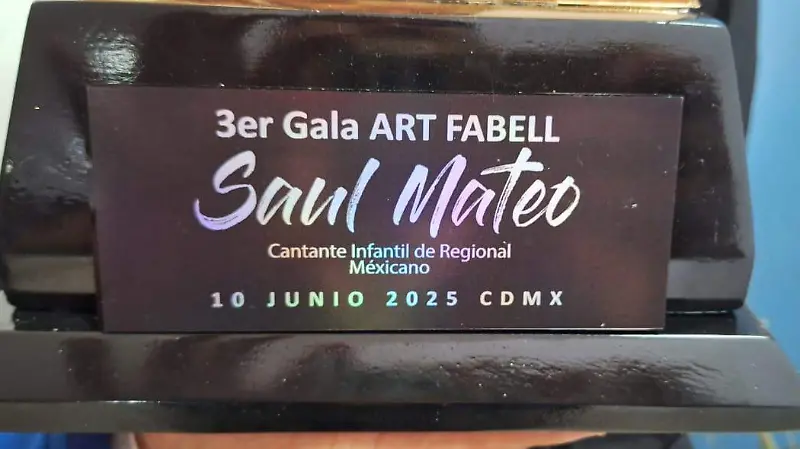 3er Gala ART FABELL
Saul Mateo
Cantante Infantil de Regional
Méxicano
10 JUNIO 2025 CDMX